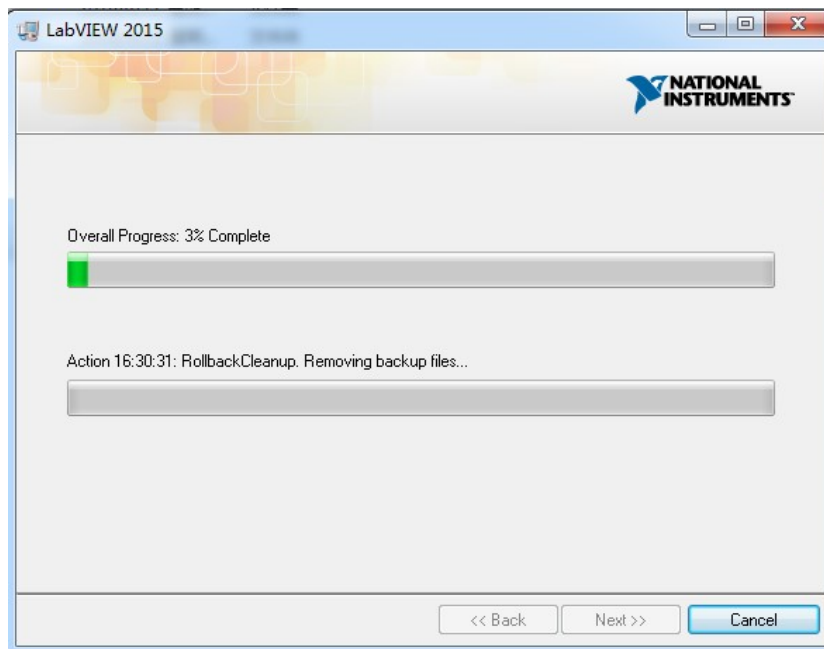 LabVIEW 2015
NATIONAL
INSTRUMENTS
Overall Progress: 3% Complete
Action 16:30:31: RollbackCleanup. Removing backup files...
<< Back
Next >>
Cancel